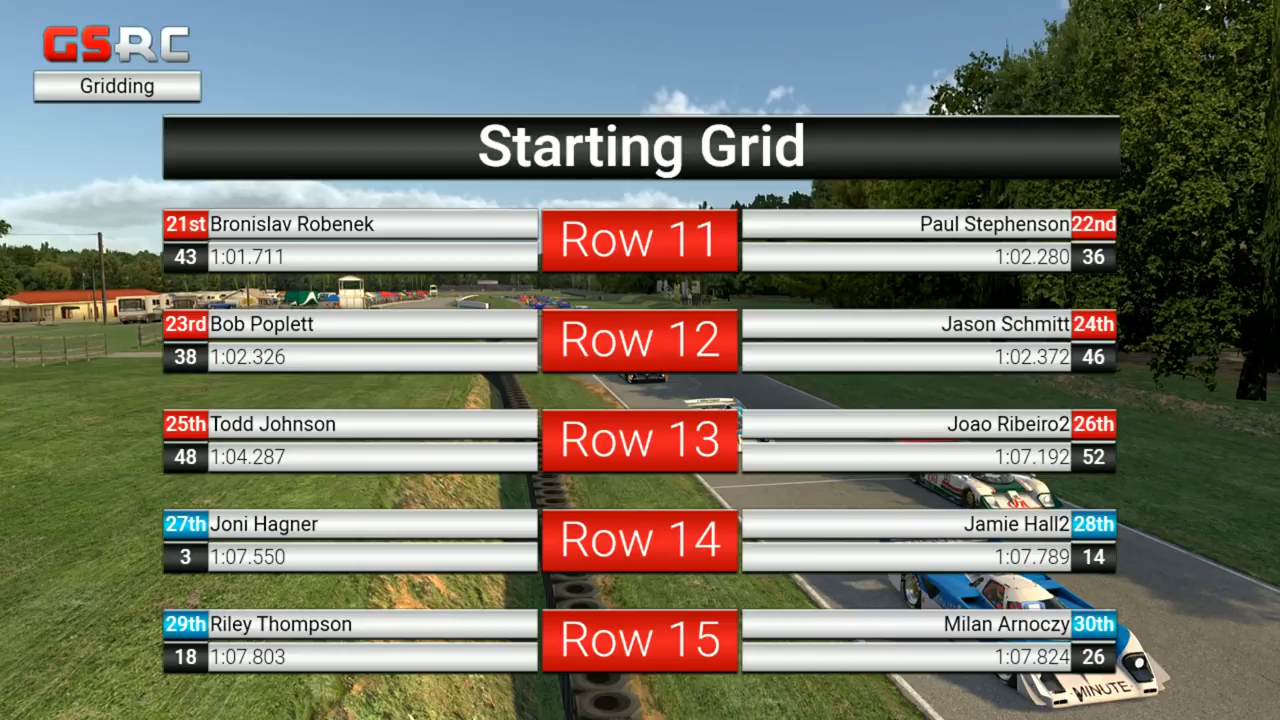 GSRC
Gridding
Starting Grid
21st Bronislav Robenek Row 11 Paul Stephenson 22nd
43 1:01.711 1:02.280 36
23rd Bob Poplett Row 12 Jason Schmitt 24th
38 1:02.326 1:02.372 46
25th Todd Johnson Row 13 Joao Ribeiro2 26th
48 1:04.287 1:07.192 52
27th Joni Hagner Row 14 Jamie Hall2 28th
3 1:07.550 1:07.789 14
29th Riley Thompson Row 15 Milan Arnoczy 30th
18 1:07.803 1:07.824 26
MINUTE